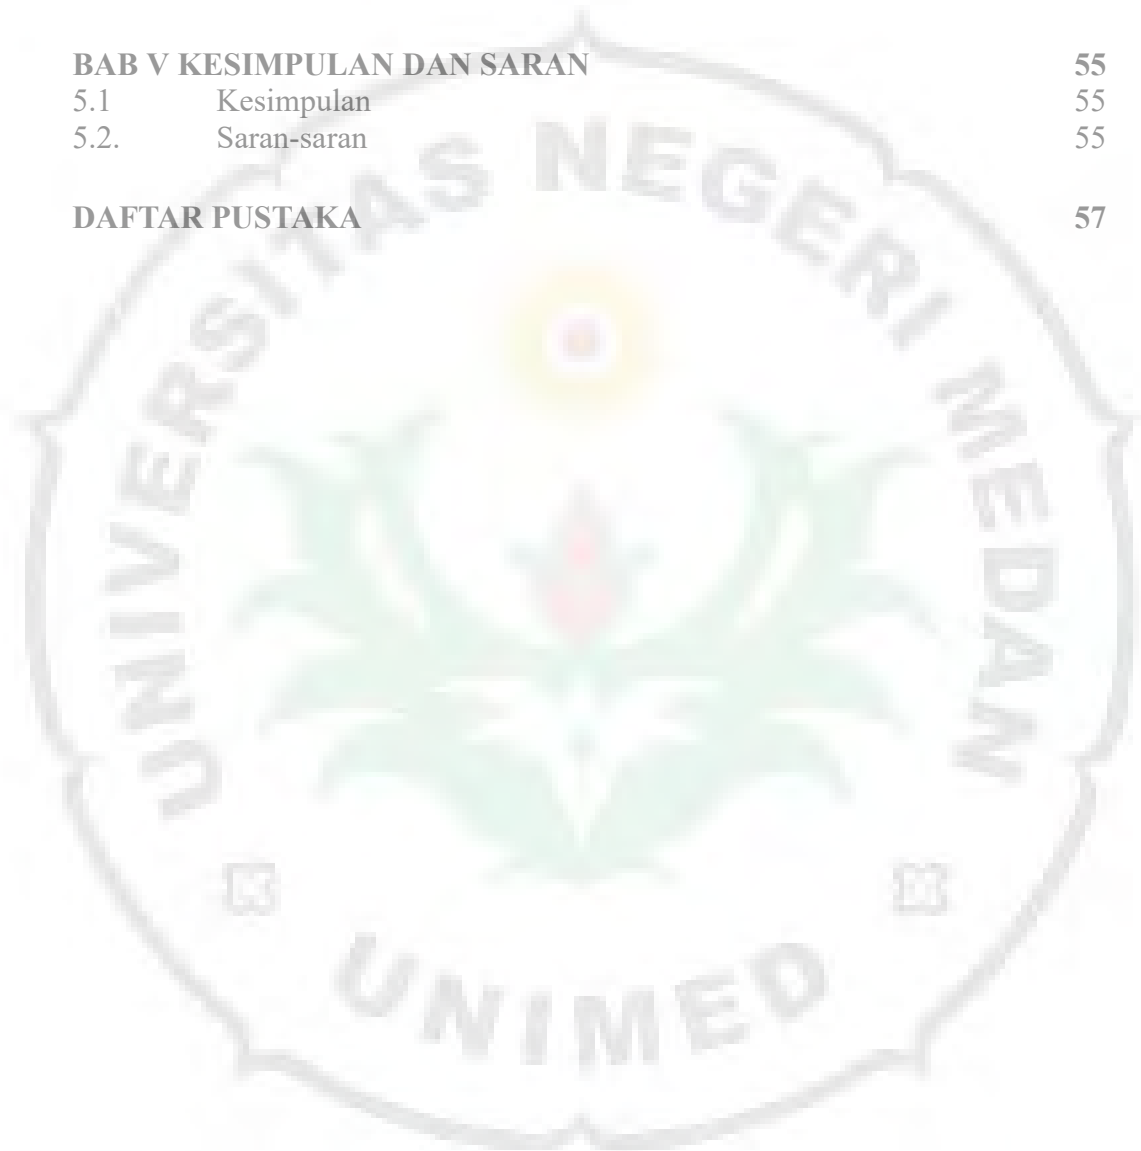 BAB V KESIMPULAN DAN SARAN 55
5.1 Kesimpulan 55
5.2. Saran-saran 55
DAFTAR PUSTAKA 57
UNIVERSITAS NEGERI MEDAN
UNIMED